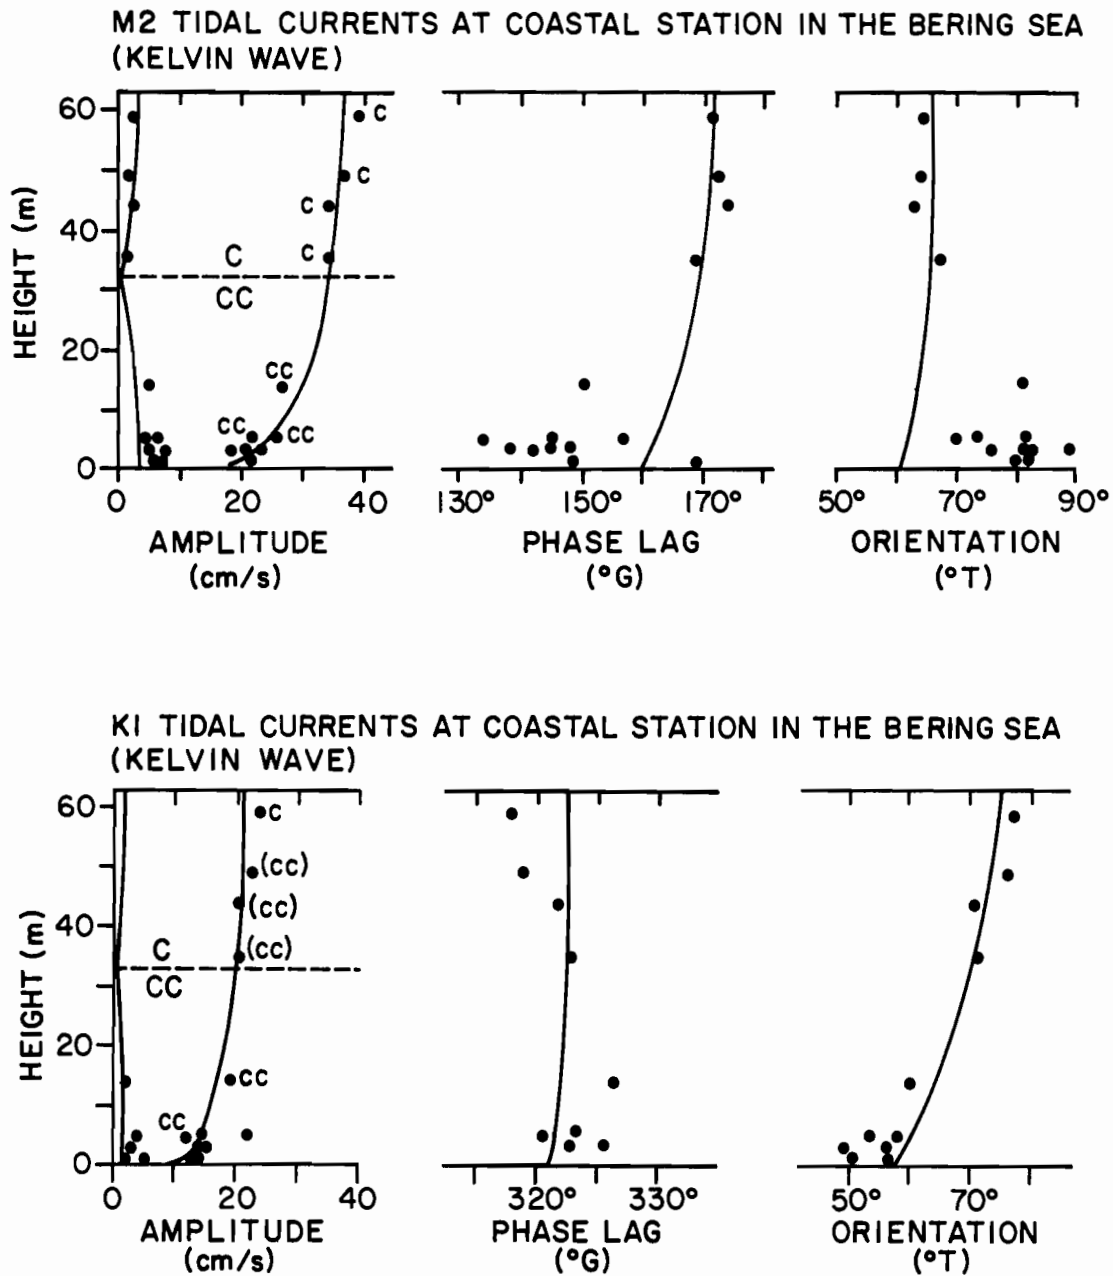 M2 TIDAL CURRENTS AT COASTAL STATION IN THE BERING SEA
(KELVIN WAVE)
60
40
20
0
HEIGHT (m)
C
C
C
C
C
CC
CC
CC
CC
0 20 40
AMPLITUDE
(cm/s)
130° 150° 170°
PHASE LAG
(°G)
50° 70° 90°
ORIENTATION
(°T)
K1 TIDAL CURRENTS AT COASTAL STATION IN THE BERING SEA
(KELVIN WAVE)
60
40
20
0
HEIGHT (m)
C
(CC)
(CC)
(CC)
C
CC
CC
CC
0 20 40
AMPLITUDE
(cm/s)
320° 330°
PHASE LAG
(°G)
50° 70°
ORIENTATION
(°T)